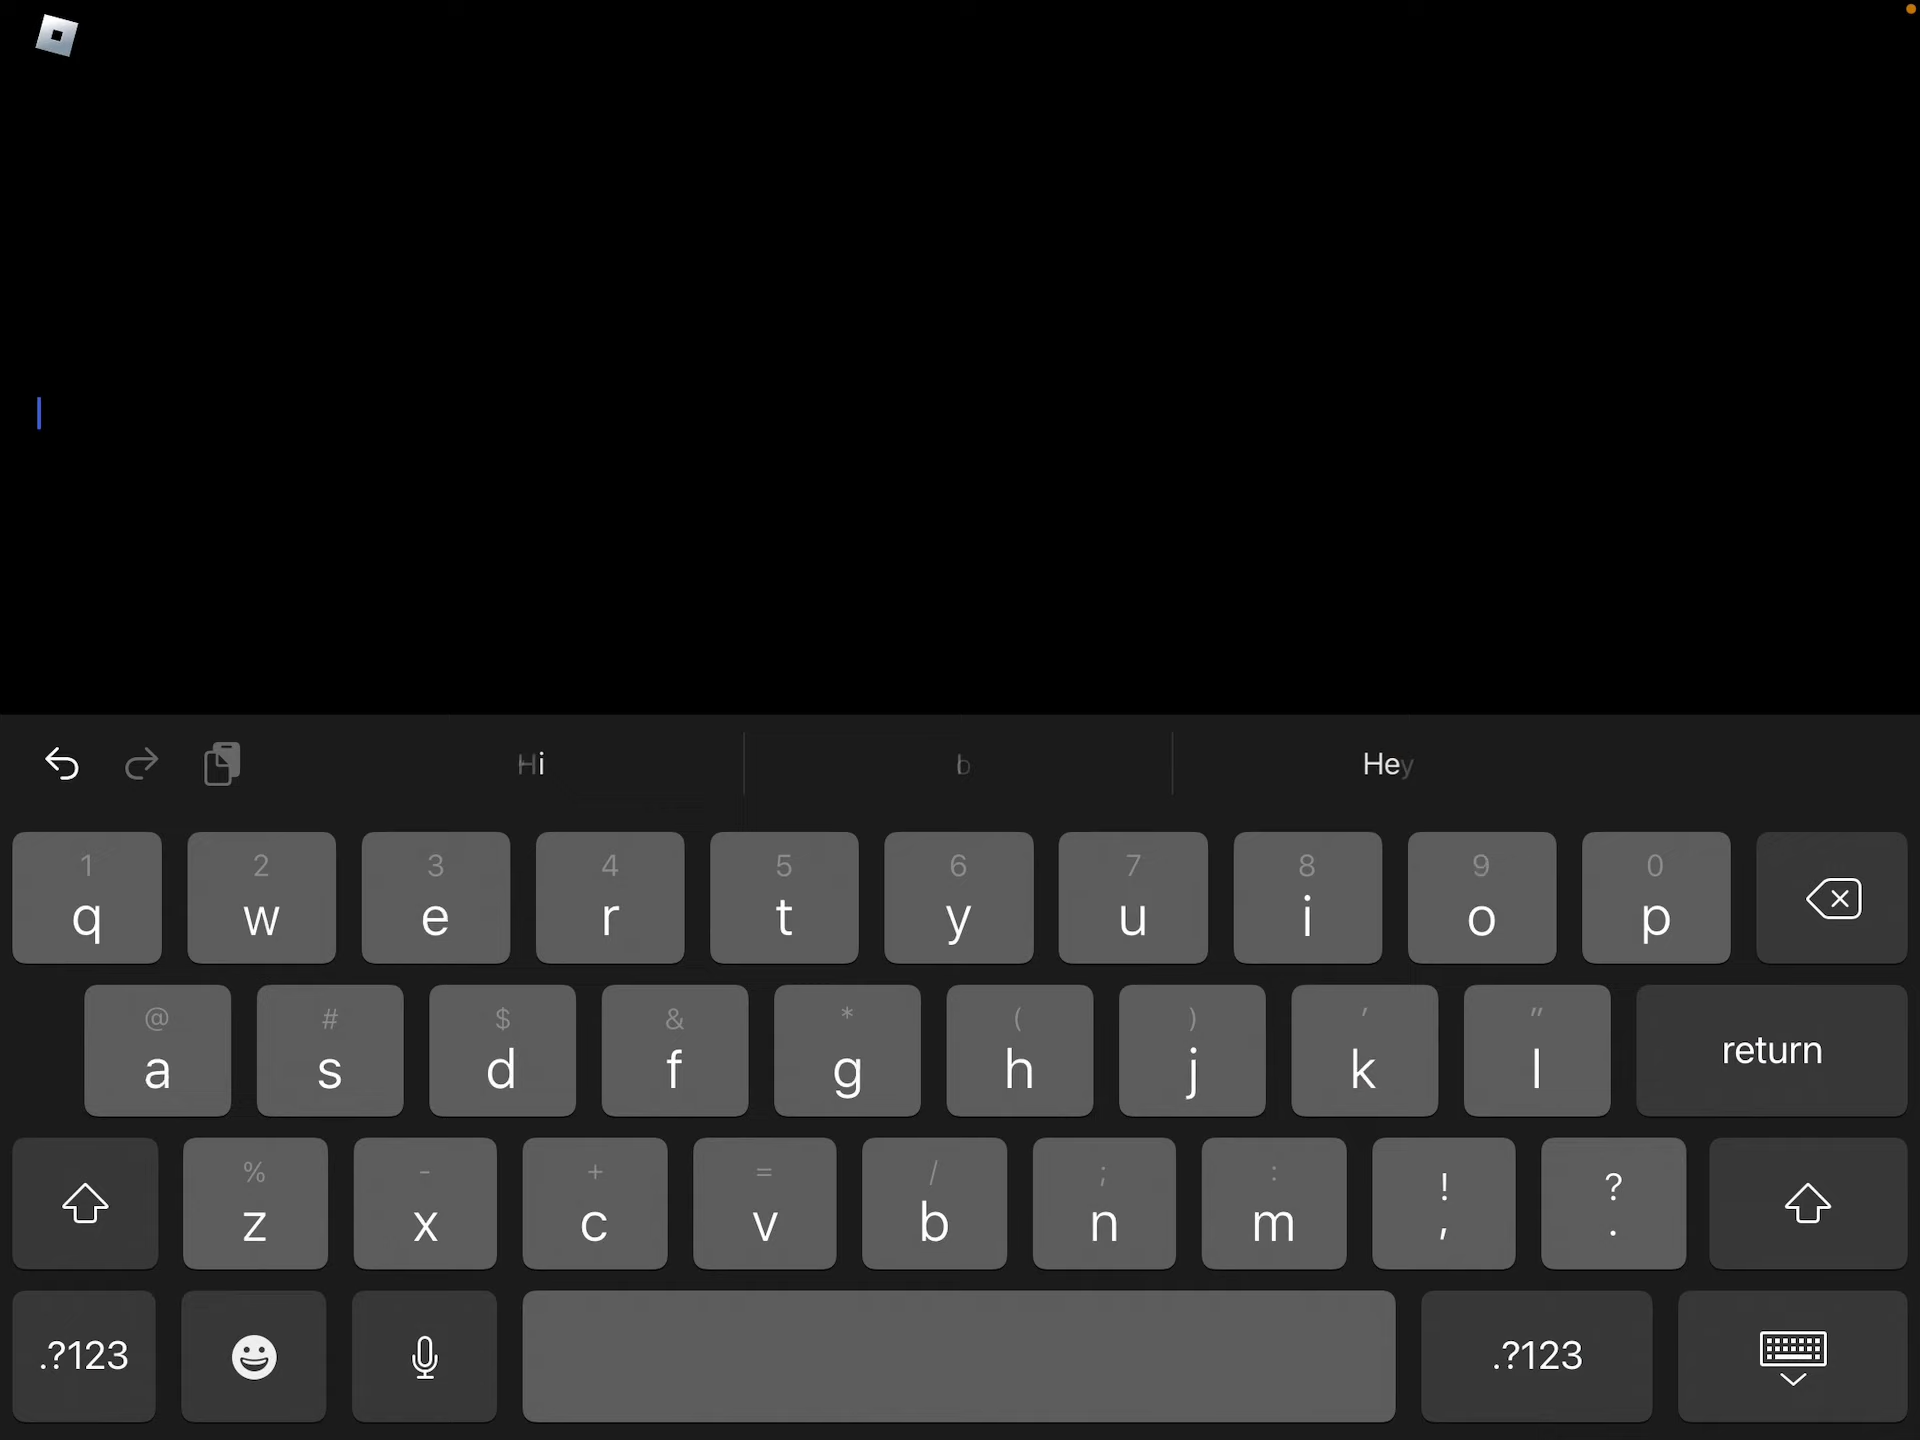 Hi Hey
1 2 3 4 5 6 7 8 9 0
q w e r t y u i o p
@ # $ & * ( ) ' "
a s d f g h j k l return
% - + = / ; : ! ?
z x c v b n m , .
.?123 .?123